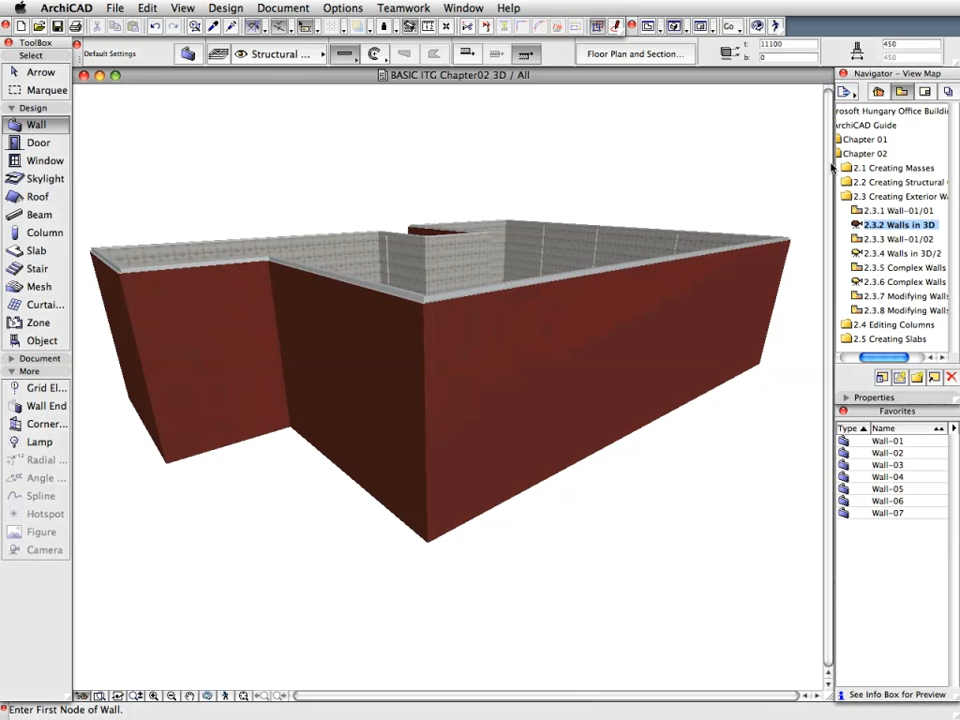 ArchiCAD File Edit View Design Document Options Teamwork Window Help
ToolBox
Select
Arrow
Marquee
Design
Wall
Door
Window
Skylight
Roof
Beam
Column
Slab
Stair
Mesh
Curtai...
Zone
Object
Document
More
Grid El...
Wall End
Corner...
Lamp
Radial ...
Angle ...
Spline
Hotspot
Figure
Camera
Default Settings
Structural ...
Floor Plan and Section...
t: 11100
b: 0
450
450
Go
BASIC ITG Chapter02 3D / All
Navigator - View Map
rosoft Hungary Office Buildin
rchiCAD Guide
Chapter 01
Chapter 02
2.1 Creating Masses
2.2 Creating Structural
2.3 Creating Exterior Wa
2.3.1 Wall-01/01
2.3.2 Walls in 3D
2.3.3 Wall-01/02
2.3.4 Walls in 3D/2
2.3.5 Complex Walls
2.3.6 Complex Walls
2.3.7 Modifying Walls
2.3.8 Modifying Walls
2.4 Editing Columns
2.5 Creating Slabs
Properties
Favorites
Type Name
Wall-01
Wall-02
Wall-03
Wall-04
Wall-05
Wall-06
Wall-07
See Info Box for Preview
Enter First Node of Wall.